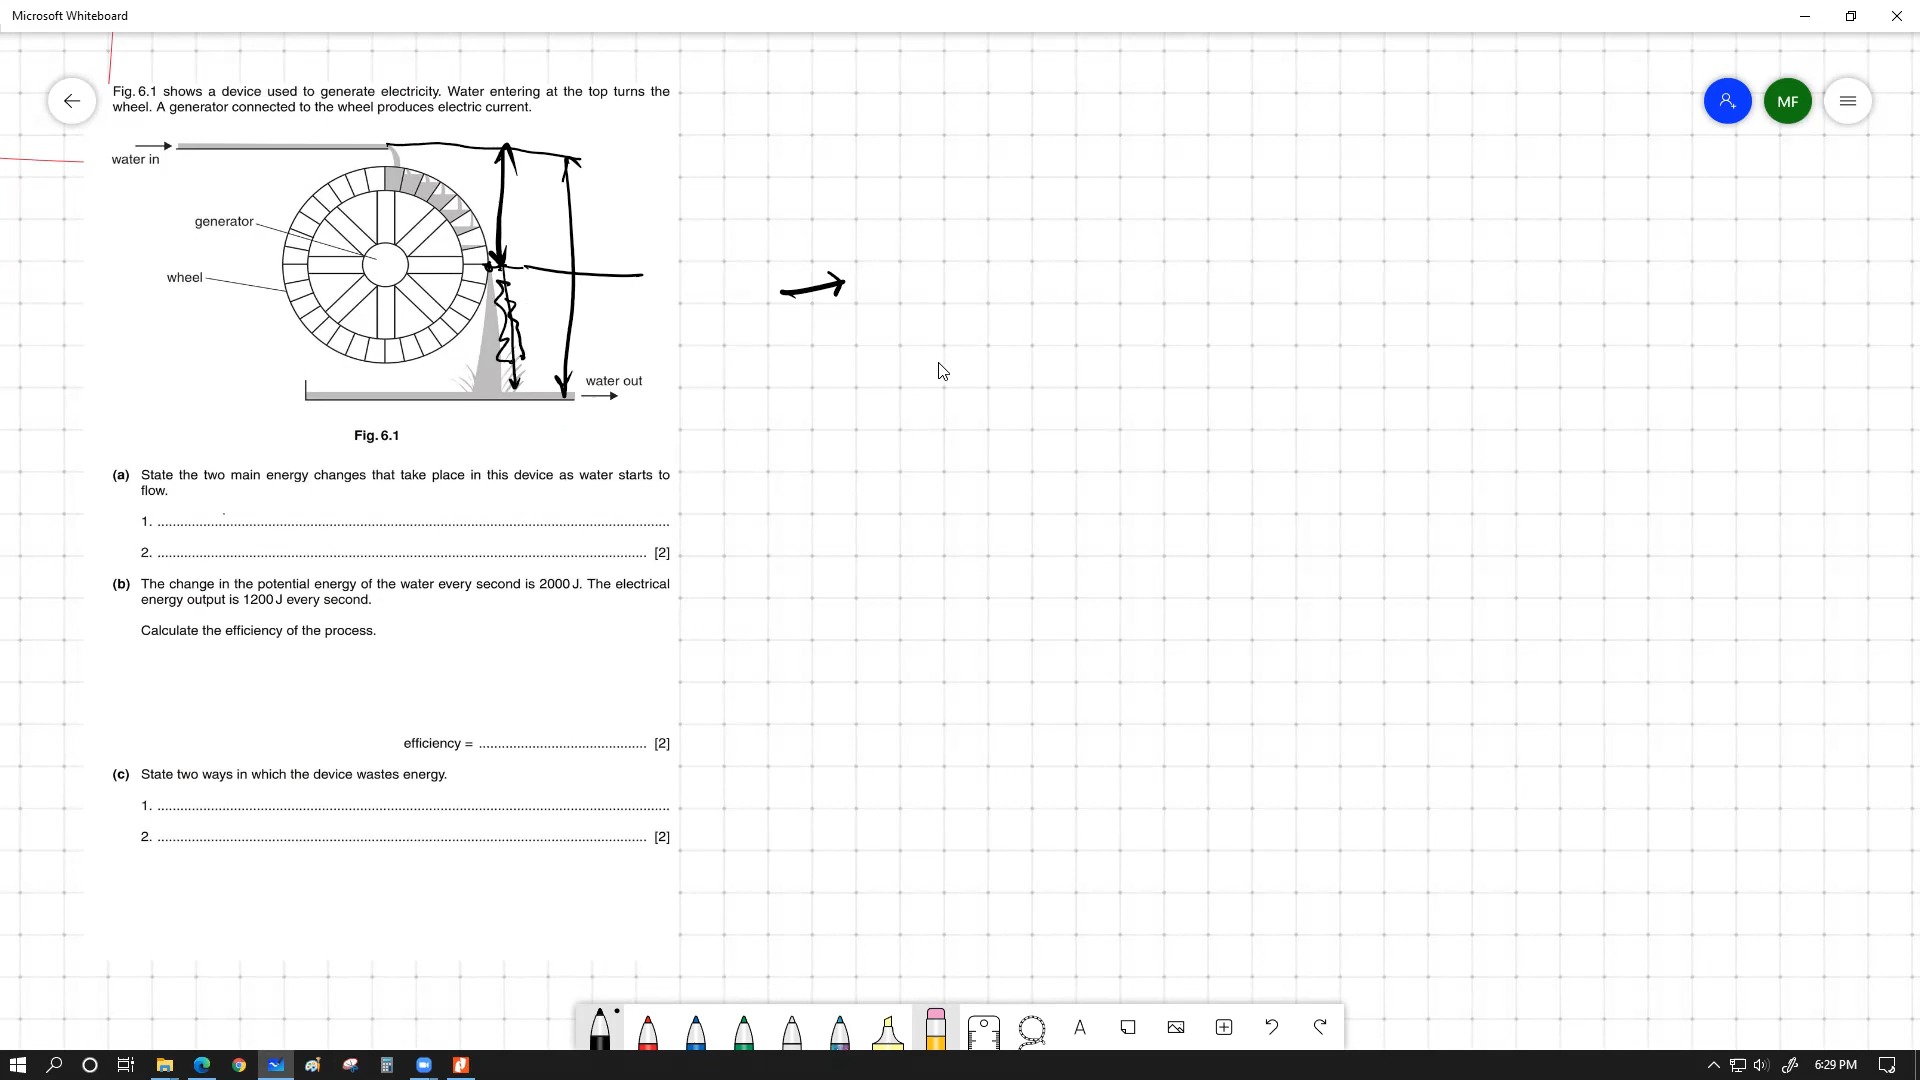 Microsoft Whiteboard
Fig. 6.1 shows a device used to generate electricity. Water entering at the top turns the
wheel. A generator connected to the wheel produces electric current.
MF
water in
generator
wheel
water out
Fig. 6.1
(a) State the two main energy changes that take place in this device as water starts to
flow.
1. ....................................................................................................................................
2. ............................................................................................................................... [2]
(b) The change in the potential energy of the water every second is 2000 J. The electrical
energy output is 1200 J every second.
Calculate the efficiency of the process.
efficiency = ............................................ [2]
(c) State two ways in which the device wastes energy.
1. ....................................................................................................................................
2. ............................................................................................................................... [2]
6:29 PM